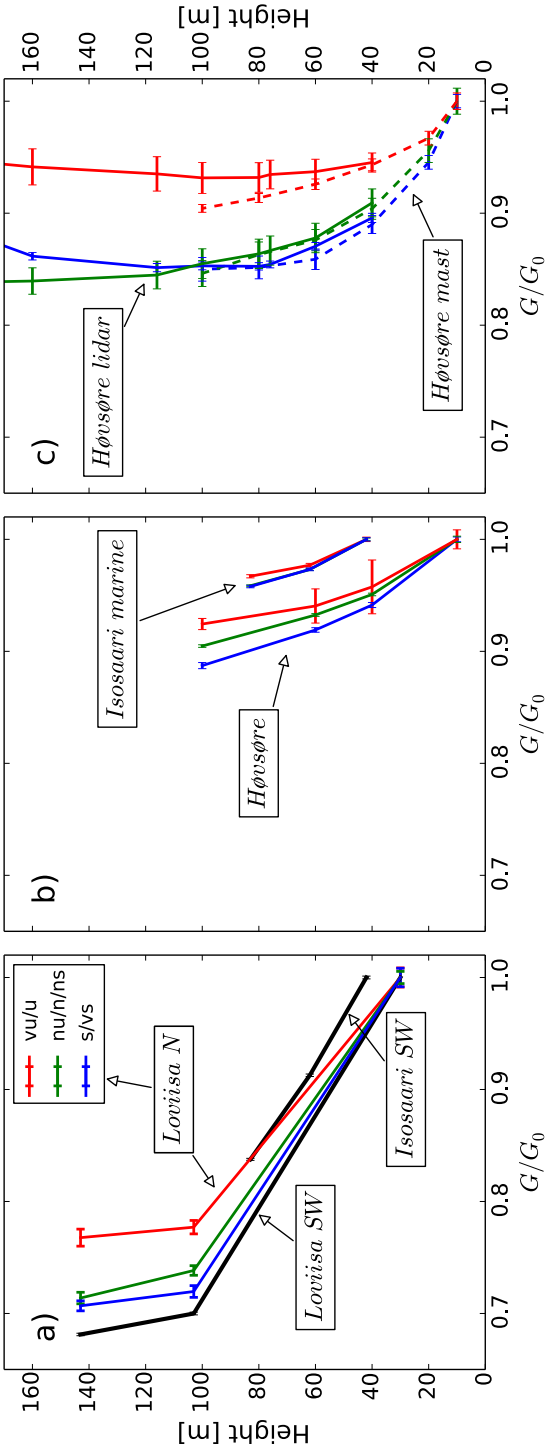 a)
vu/u
nu/n/ns
s/vs
Loviisa N
Loviisa SW
Isosaari SW
Height [m]
160
140
120
100
80
60
40
20
0
0.7
0.8
0.9
1.0
G/G0
b)
Isosaari marine
Høvsøre
0.7
0.8
0.9
1.0
G/G0
c)
Høvsøre lidar
Høvsøre mast
0.7
0.8
0.9
1.0
G/G0
160
140
120
100
80
60
40
20
0
Height [m]